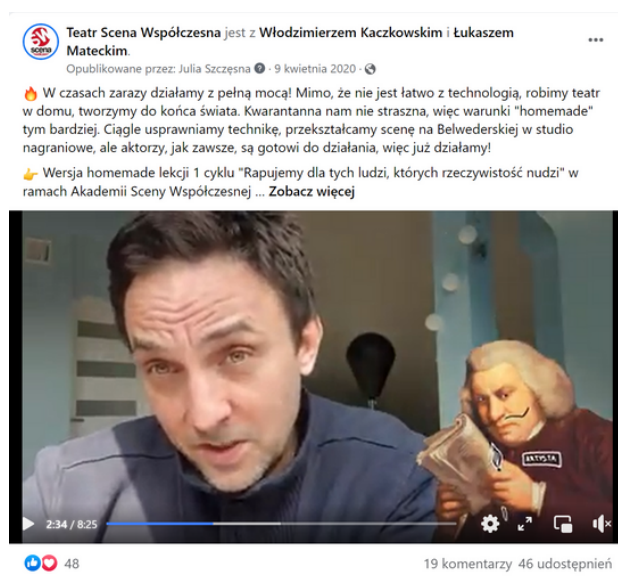 scena
Teatr Scena Współczesna jest z Włodzimierzem Kaczkowskim i Łukaszem
Mateckim.
Opublikowane przez: Julia Szczęsna · 9 kwietnia 2020 ·
🔥 W czasach zarazy działamy z pełną mocą! Mimo, że nie jest łatwo z technologią, robimy teatr
w domu, tworzymy do końca świata. Kwarantanna nam nie straszna, więc warunki "homemade"
tym bardziej. Ciągle usprawniamy technikę, przekształcamy scenę na Belwederskiej w studio
nagraniowe, ale aktorzy, jak zawsze, są gotowi do działania, więc już działamy!
👉 Wersja homemade lekcji 1 cyklu "Rapujemy dla tych ludzi, których rzeczywistość nudzi" w
ramach Akademii Sceny Współczesnej ... Zobacz więcej
ARTYSTA
2:34 / 8:25
48
19 komentarzy 46 udostępnień